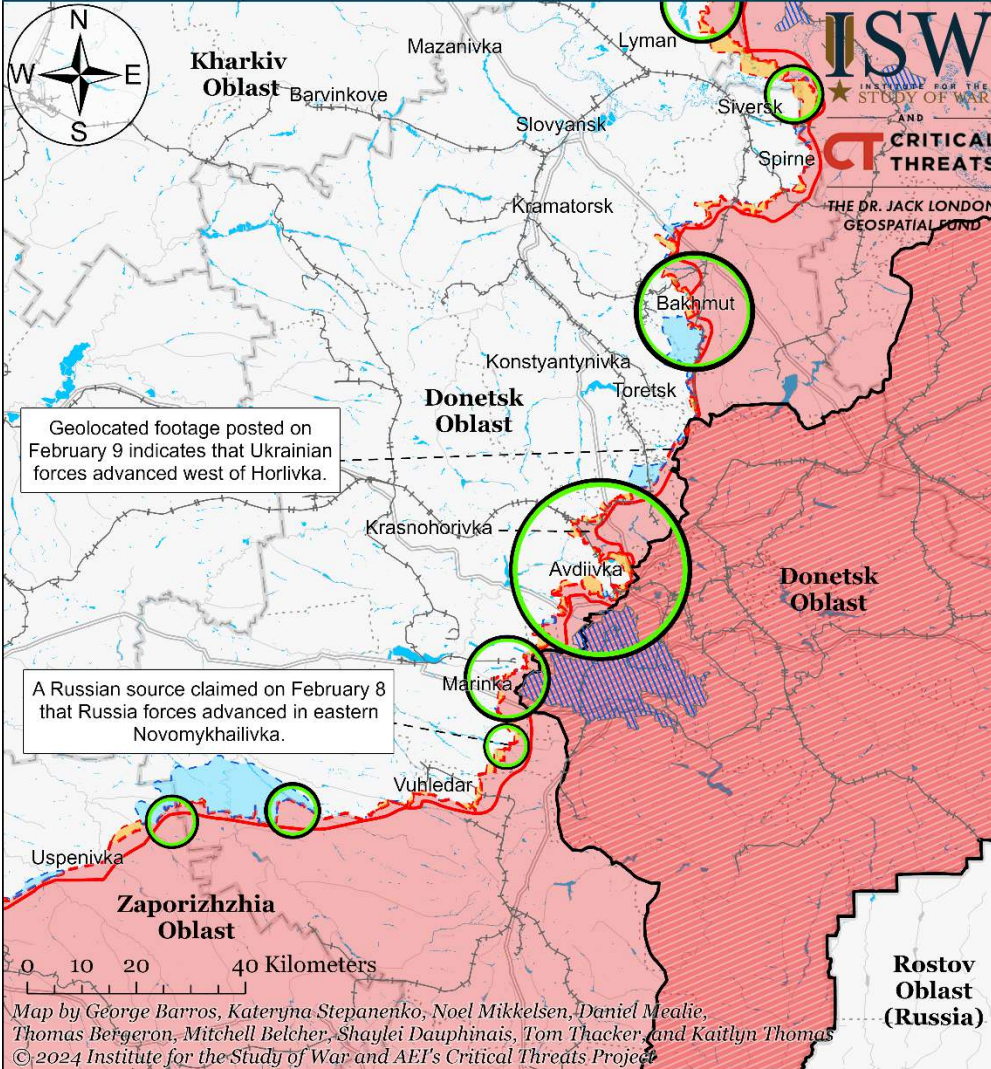 N
W E
S
Kharkiv
Oblast
Mazanivka
Lyman
Barvinkove
Slovyansk
Siversk
Spirne
Kramatorsk
ISW
INSTITUTE FOR THE
STUDY OF WAR
AND
CT CRITICAL
THREATS
THE DR. JACK LONDON
GEOSPATIAL FUND
Bakhmut
Konstyantynivka
Toretsk
Donetsk
Oblast
Geolocated footage posted on
February 9 indicates that Ukrainian
forces advanced west of Horlivka.
Krasnohorivka
Avdiivka
Donetsk
Oblast
Marinka
A Russian source claimed on February 8
that Russia forces advanced in eastern
Novomykhailivka.
Vuhledar
Uspenivka
Zaporizhzhia
Oblast
0 10 20 40 Kilometers
Rostov
Oblast
(Russia)
Map by George Barros, Kateryna Stepanenko, Noel Mikkelsen, Daniel Mealie,
Thomas Bergeron, Mitchell Belcher, Shaylei Dauphinais, Tom Thacker, and Kaitlyn Thomas
© 2024 Institute for the Study of War and AEI's Critical Threats Project